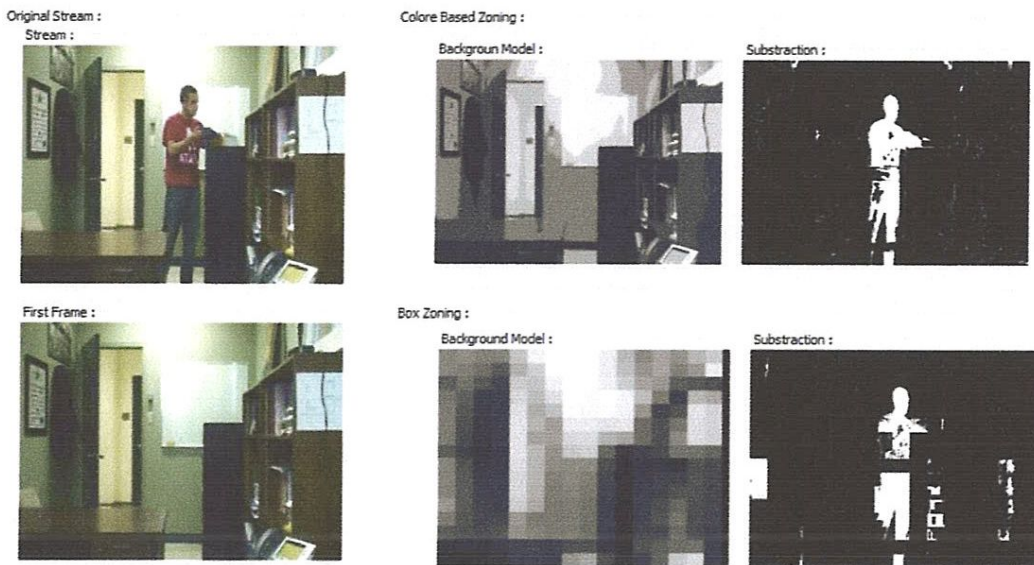 Original Stream :
Stream :
Colore Based Zoning :
Backgroun Model :
Substraction :
First Frame :
Box Zoning :
Background Model :
Substraction :